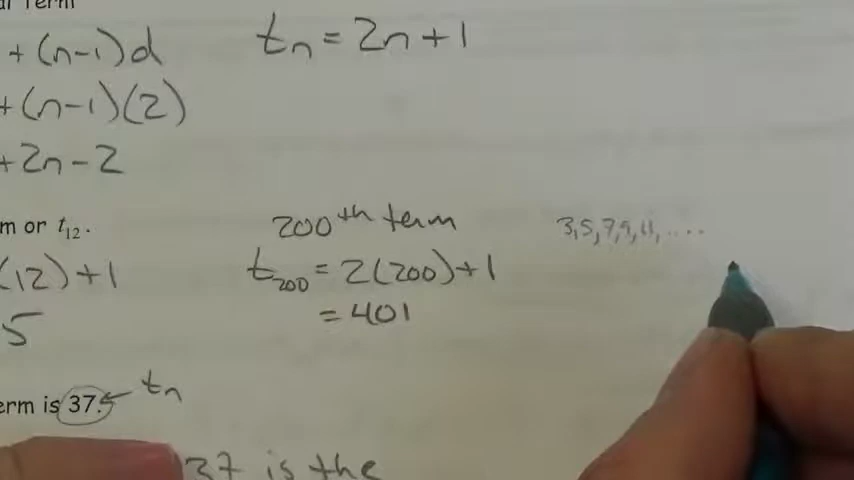 + (n-1)d
tn = 2n + 1
+ (n-1)(2)
+ 2n - 2
200th term
3, 5, 7, 9, 11, ....
m or t12.
(12) + 1
t200 = 2(200) + 1
5
= 401
erm is 37. ← tn
37 is the